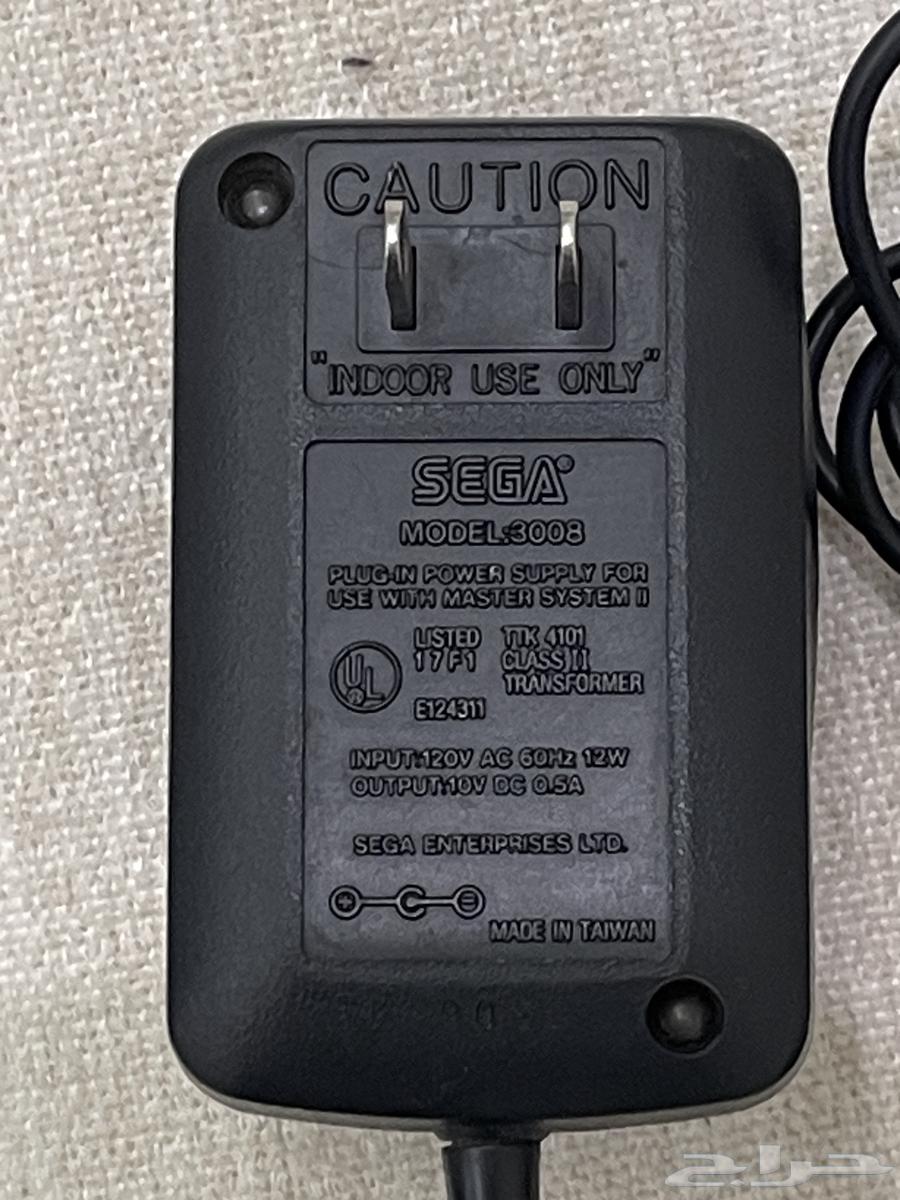 CAUTION
"INDOOR USE ONLY"
SEGA®
MODEL:3008
PLUG-IN POWER SUPPLY FOR
USE WITH MASTER SYSTEM II
UL
LISTED
17F1
E124311
TTK 4101
CLASS II
TRANSFORMER
INPUT:120V AC 60Hz 12W
OUTPUT:10V DC 0.5A
SEGA ENTERPRISES LTD.
MADE IN TAIWAN
حراج